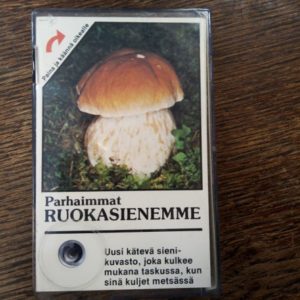 Paina ja käännä oikealle
Parhaimmat
RUOKASIENEMME
Uusi kätevä sieni-
kuvasto, joka kulkee
mukana taskussa, kun
sinä kuljet metsässä